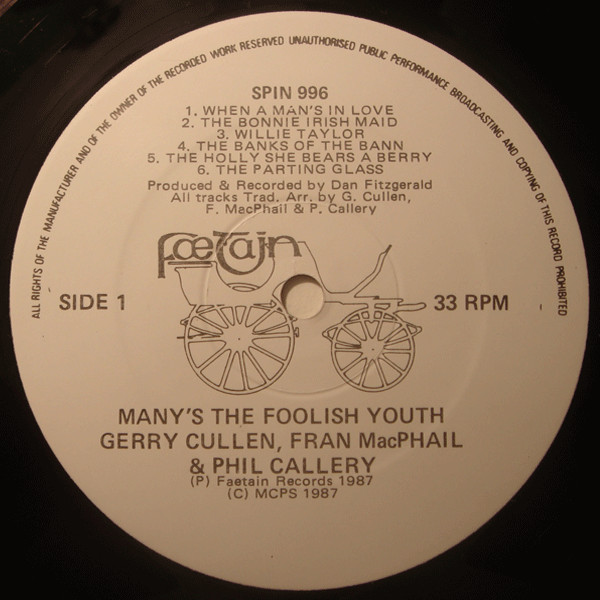 ALL RIGHTS OF THE MANUFACTURER AND OF THE OWNER OF THE RECORDED WORK RESERVED UNAUTHORISED PUBLIC PERFORMANCE BROADCASTING AND COPYING OF THIS RECORD PROHIBITED
SPIN 996
1. WHEN A MAN'S IN LOVE
2. THE BONNIE IRISH MAID
3. WILLIE TAYLOR
4. THE BANKS OF THE BANN
5. THE HOLLY SHE BEARS A BERRY
6. THE PARTING GLASS
Produced & Recorded by Dan Fitzgerald
All tracks Trad. Arr. by G. Cullen,
F. MacPhail & P. Callery
faetain
SIDE 1
33 RPM
MANY'S THE FOOLISH YOUTH
GERRY CULLEN, FRAN MacPHAIL
& PHIL CALLERY
(P) Faetain Records 1987
(C) MCPS 1987